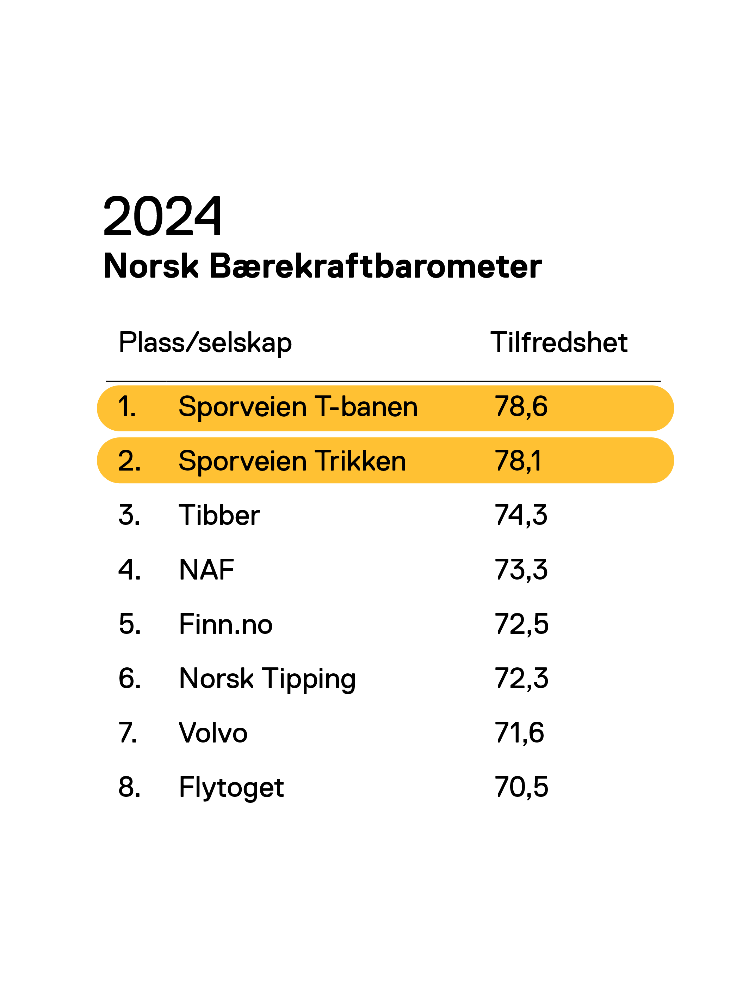 2024
Norsk Bærekraftbarometer
Plass/selskap Tilfredshet
1. Sporveien T-banen 78,6
2. Sporveien Trikken 78,1
3. Tibber 74,3
4. NAF 73,3
5. Finn.no 72,5
6. Norsk Tipping 72,3
7. Volvo 71,6
8. Flytoget 70,5